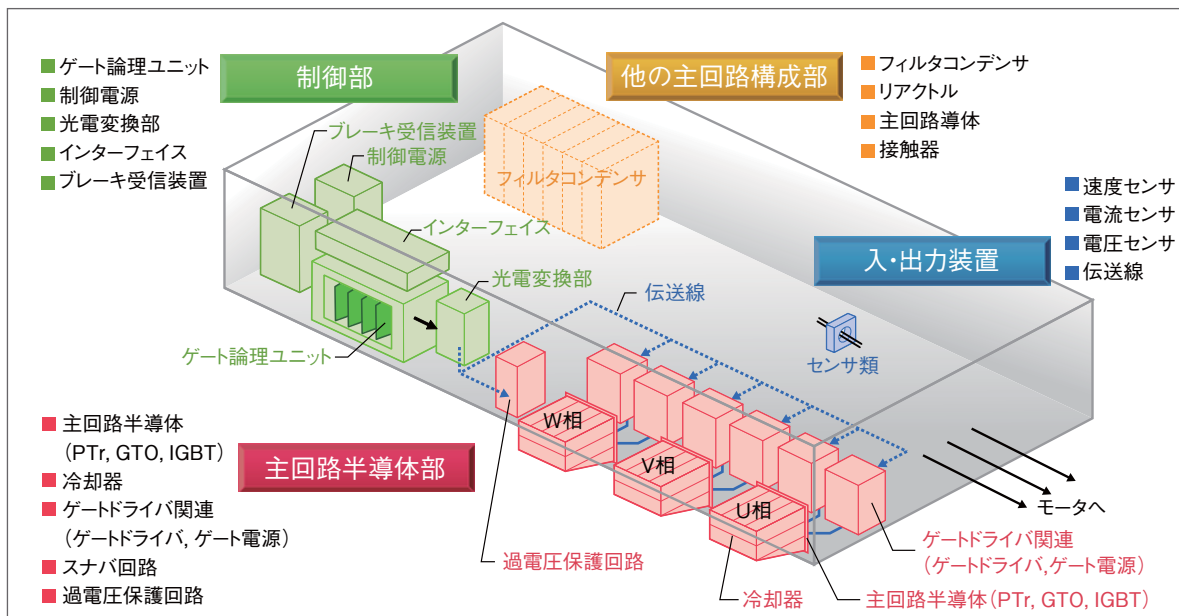 制御部
■ ゲート論理ユニット
■ 制御電源
■ 光電変換部
■ インターフェイス
■ ブレーキ受信装置
他の主回路構成部
■ フィルタコンデンサ
■ リアクトル
■ 主回路導体
■ 接触器
入・出力装置
■ 速度センサ
■ 電流センサ
■ 電圧センサ
■ 伝送線
ブレーキ受信装置
制御電源
インターフェイス
光電変換部
ゲート論理ユニット
フィルタコンデンサ
伝送線
センサ類
主回路半導体部
■ 主回路半導体
(PTr, GTO, IGBT)
■ 冷却器
■ ゲートドライバ関連
(ゲートドライバ, ゲート電源)
■ スナバ回路
■ 過電圧保護回路
W相
V相
U相
モータへ
過電圧保護回路
冷却器
ゲートドライバ関連
(ゲートドライバ,ゲート電源)
主回路半導体(PTr, GTO, IGBT)